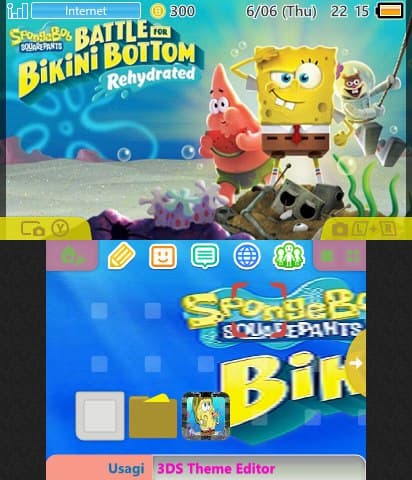 Internet 300 6/06 (Thu) 22 15
SpongeBob
SQUAREPANTS
BATTLE FOR
BIKINI BOTTOM
Rehydrated
Y L+R
SpongeBo
SQUAREPANTS
BIK
Usagi 3DS Theme Editor